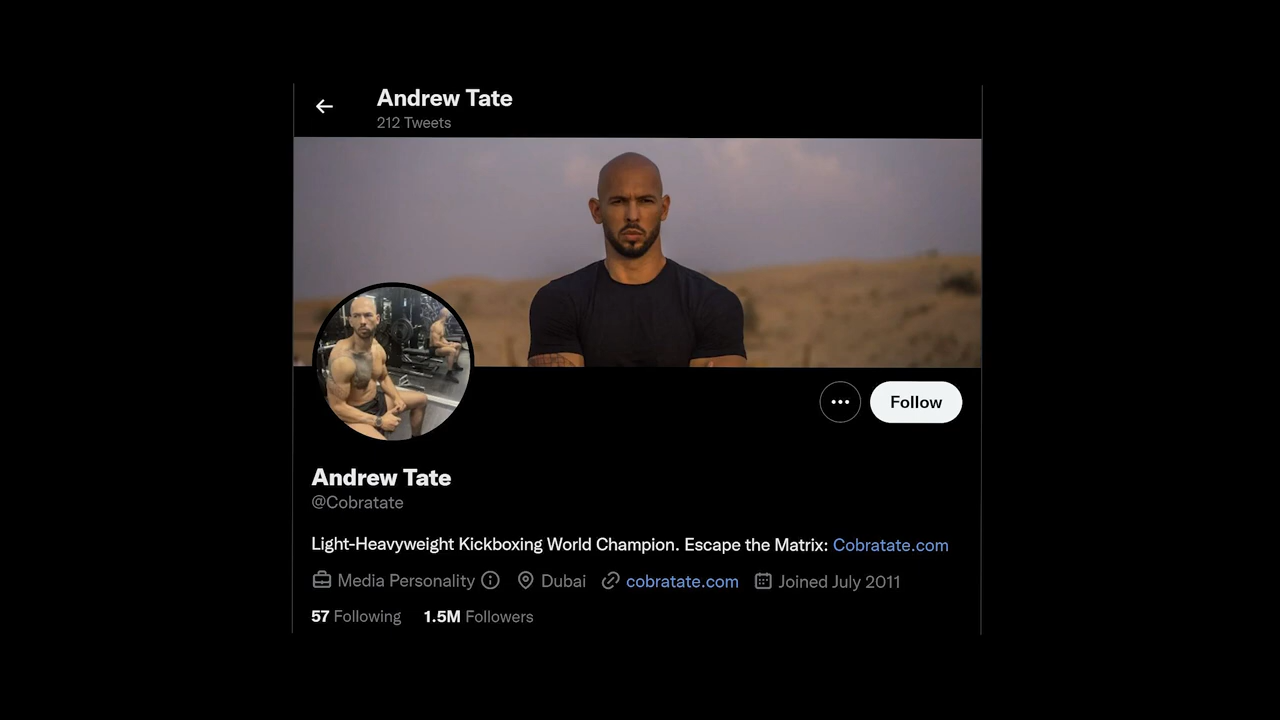 Andrew Tate
212 Tweets
Follow
Andrew Tate
@Cobratate
Light-Heavyweight Kickboxing World Champion. Escape the Matrix: Cobratate.com
Media Personality Dubai cobratate.com Joined July 2011
57 Following 1.5M Followers